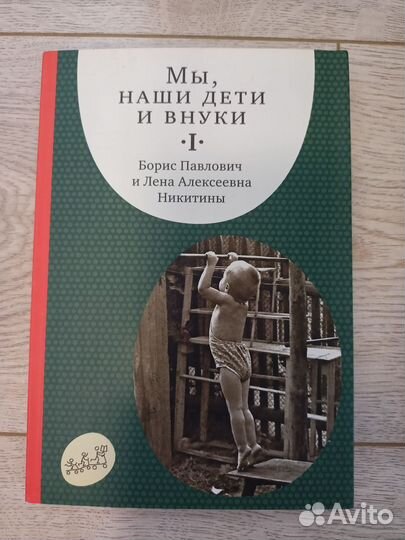 Мы,
наши дети
и внуки
·I·
Борис Павлович
и Лена Алексеевна
Никитины
Avito